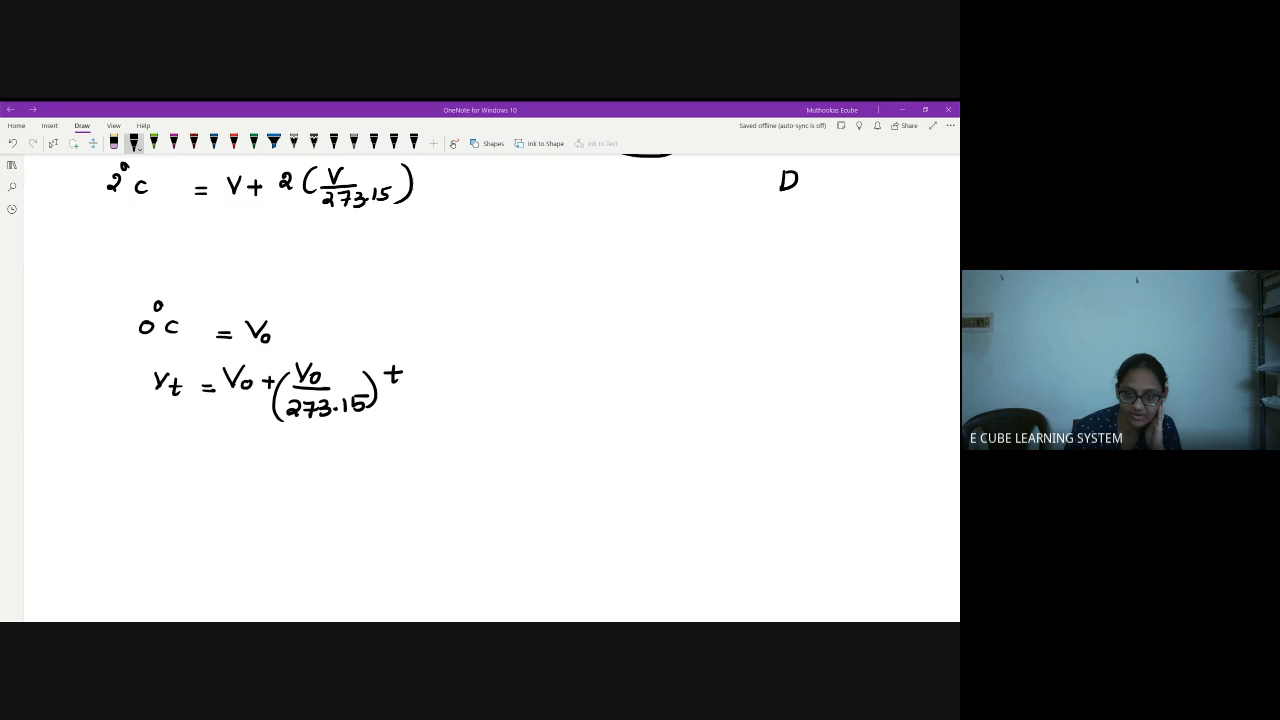 OneNote for Windows 10
Muthookas Ecube
Home Insert Draw View Help
Saved offline (auto-sync is off) Share
Shapes Ink to Shape Ink to Text
2°C = V + 2 (V/273.15)
D
0°C = V₀
Vt = V₀ + (V₀/273.15) t
E CUBE LEARNING SYSTEM